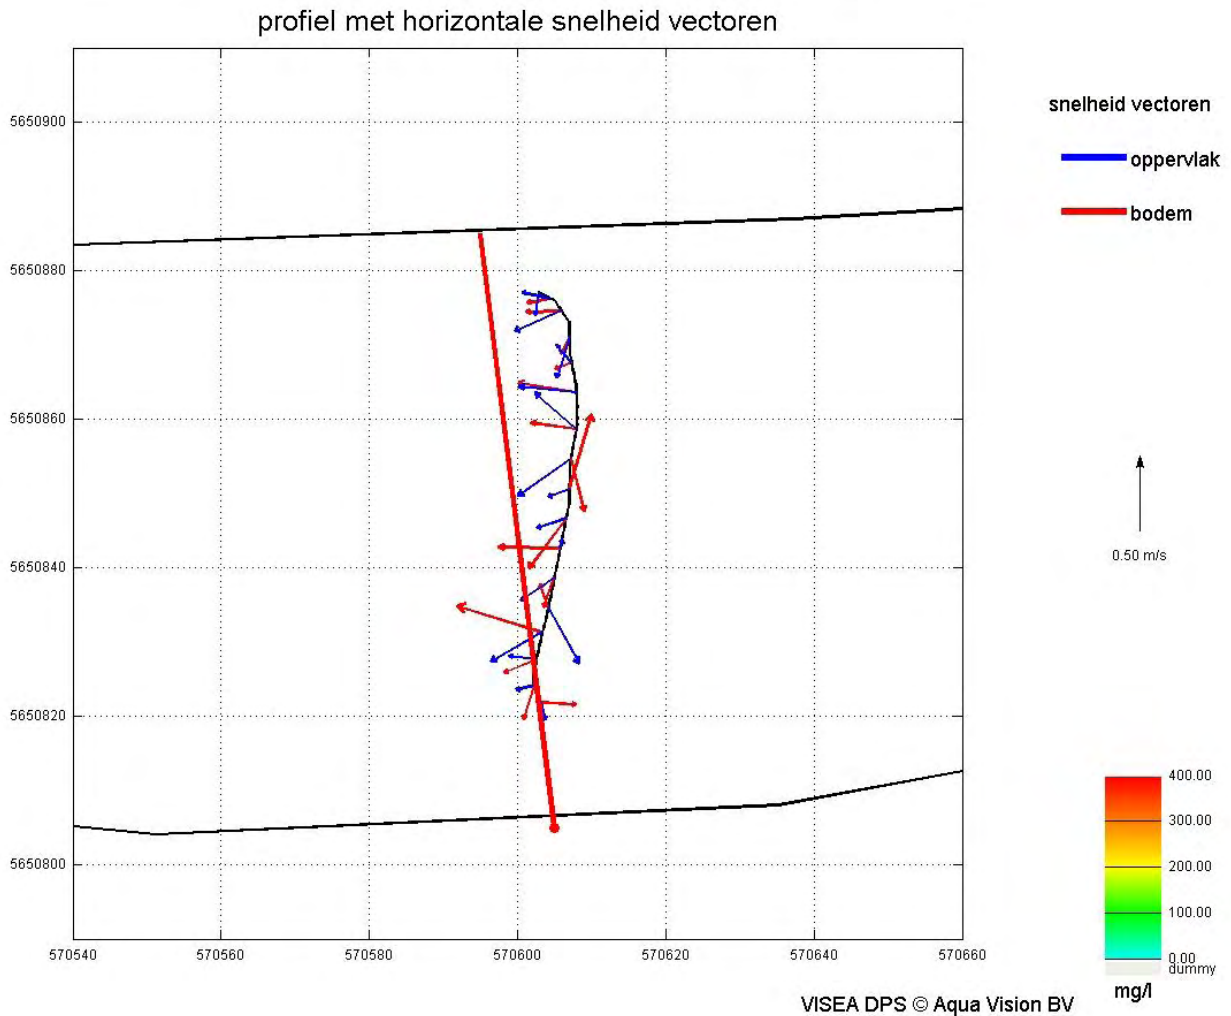 profiel met horizontale snelheid vectoren
snelheid vectoren
5650900
oppervlak
bodem
5650880
5650860
0.50 m/s
5650840
5650820
400.00
300.00
5650800
200.00
100.00
570540
570560
570580
570600
570620
570640
570660
0.00
dummy
mg/l
VISEA DPS © Aqua Vision BV